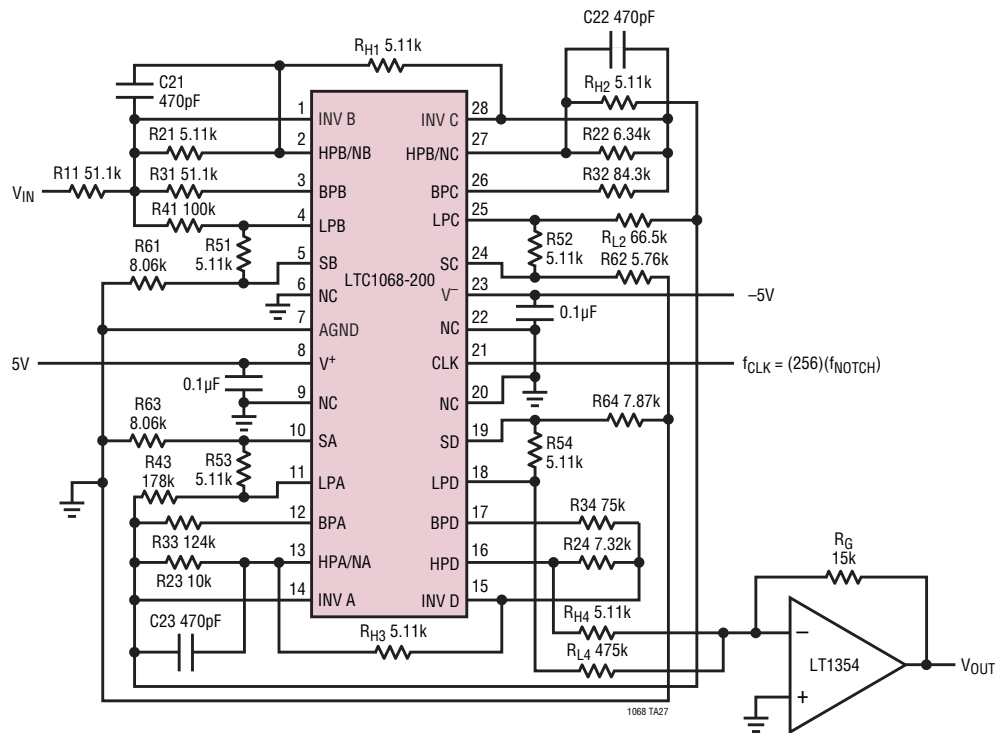 C22 470pF
RH1 5.11k
C21
470pF
RH2 5.11k
1 INV B
INV C 28
R21 5.11k
2 HPB/NB
HPB/NC 27
R22 6.34k
VIN
R11 51.1k
R31 51.1k
3 BPB
BPC 26
R32 84.3k
R41 100k
4 LPB
LPC 25
RL2 66.5k
R61
8.06k
R51
5.11k
R52
5.11k
5 SB
SC 24
R62 5.76k
LTC1068-200
6 NC
V– 23
–5V
0.1µF
7 AGND
NC 22
5V
8 V+
CLK 21
fCLK = (256)(fNOTCH)
0.1µF
9 NC
NC 20
R63
8.06k
R64 7.87k
10 SA
SD 19
R43
178k
R53
5.11k
R54
5.11k
11 LPA
LPD 18
12 BPA
BPD 17
R34 75k
R33 124k
13 HPA/NA
HPD 16
R24 7.32k
R23 10k
14 INV A
INV D 15
RG
15k
C23 470pF
RH3 5.11k
RH4 5.11k
RL4 475k
–
+
LT1354
VOUT
1068 TA27